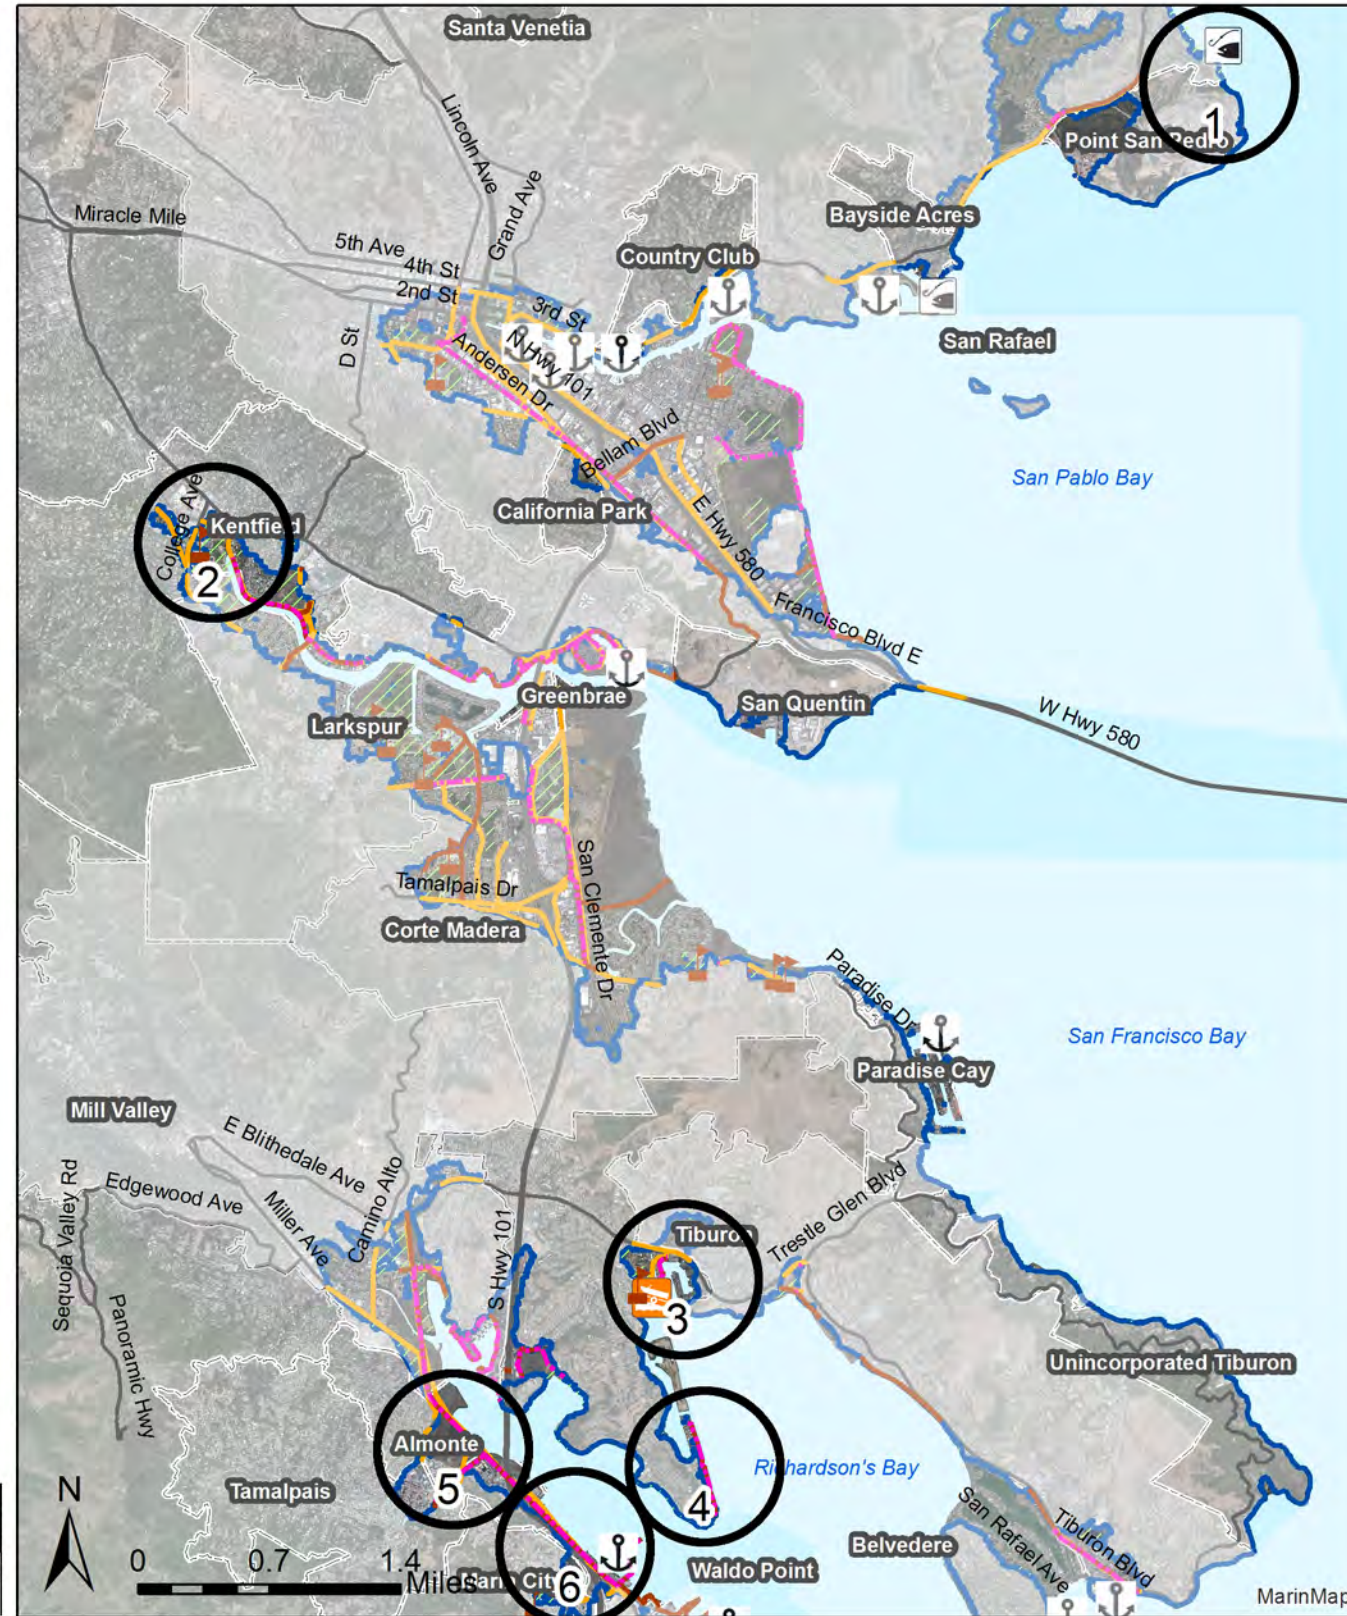 Santa Venetia
Lincoln Ave
Grand Ave
1
Point San Pedro
Miracle Mile
Bayside Acres
5th Ave
4th St
Country Club
2nd St
3rd St
D St
N Hwy 101
Andersen Dr
San Rafael
Bellam Blvd
San Pablo Bay
California Park
College Ave
Kentfield
E Hwy 580
2
Francisco Blvd E
Greenbrae
San Quentin
Larkspur
W Hwy 580
San Clemente Dr
Tamalpais Dr
Corte Madera
Paradise Dr
San Francisco Bay
Paradise Cay
Mill Valley
E Blithedale Ave
Camino Alto
Sequoia Valley Rd
Edgewood Ave
Miller Ave
Trestle Glen Blvd
Tiburon
S Hwy 101
3
Panoramic Hwy
Unincorporated Tiburon
Almonte
Richardson's Bay
5
4
Tamalpais
N
San Rafael Ave
Tiburon Blvd
Belvedere
0 0.7 1.4
Miles
Marin City
6
Waldo Point
MarinMap